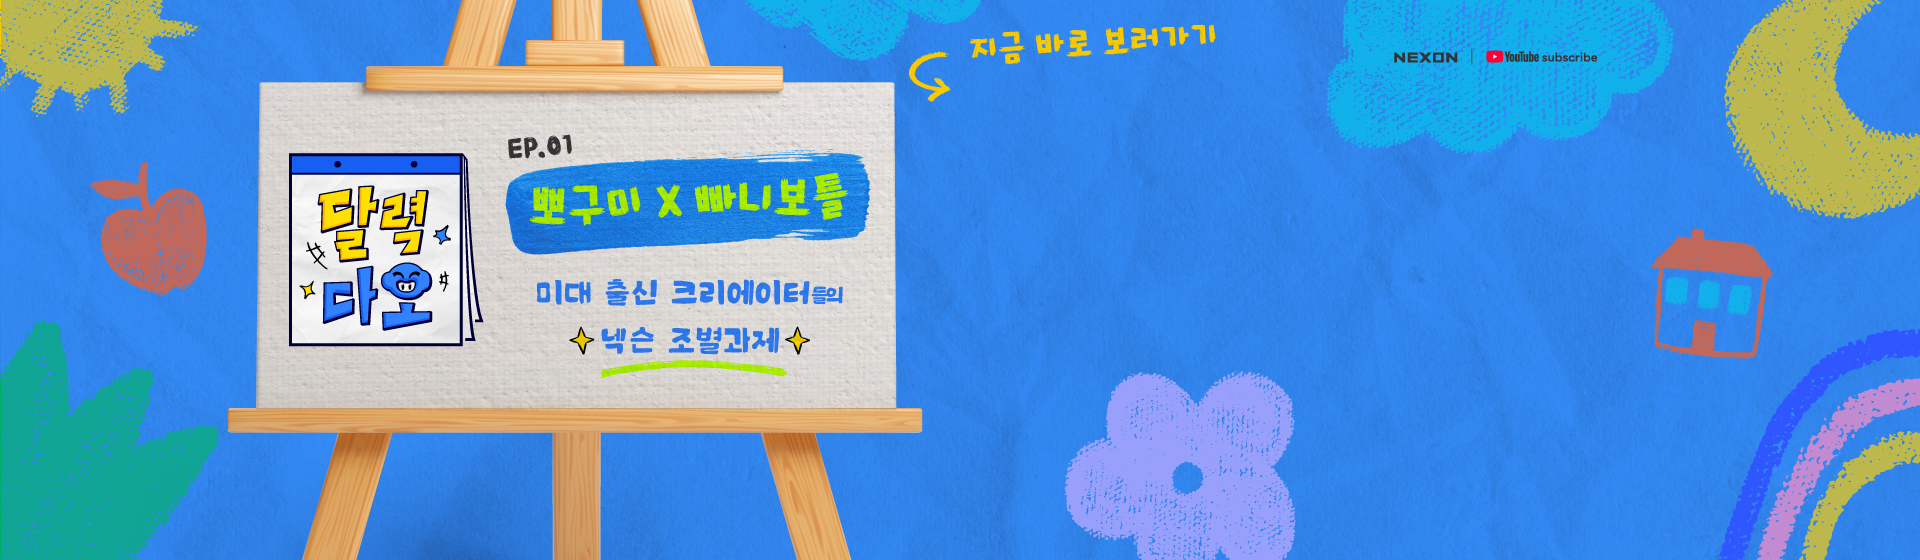 지금 바로 보러가기
NEXON | YouTube subscribe
EP.01
뽀구미 X 빠니보틀
달력
다오
미대 출신 크리에이터들의
넥슨 조별과제